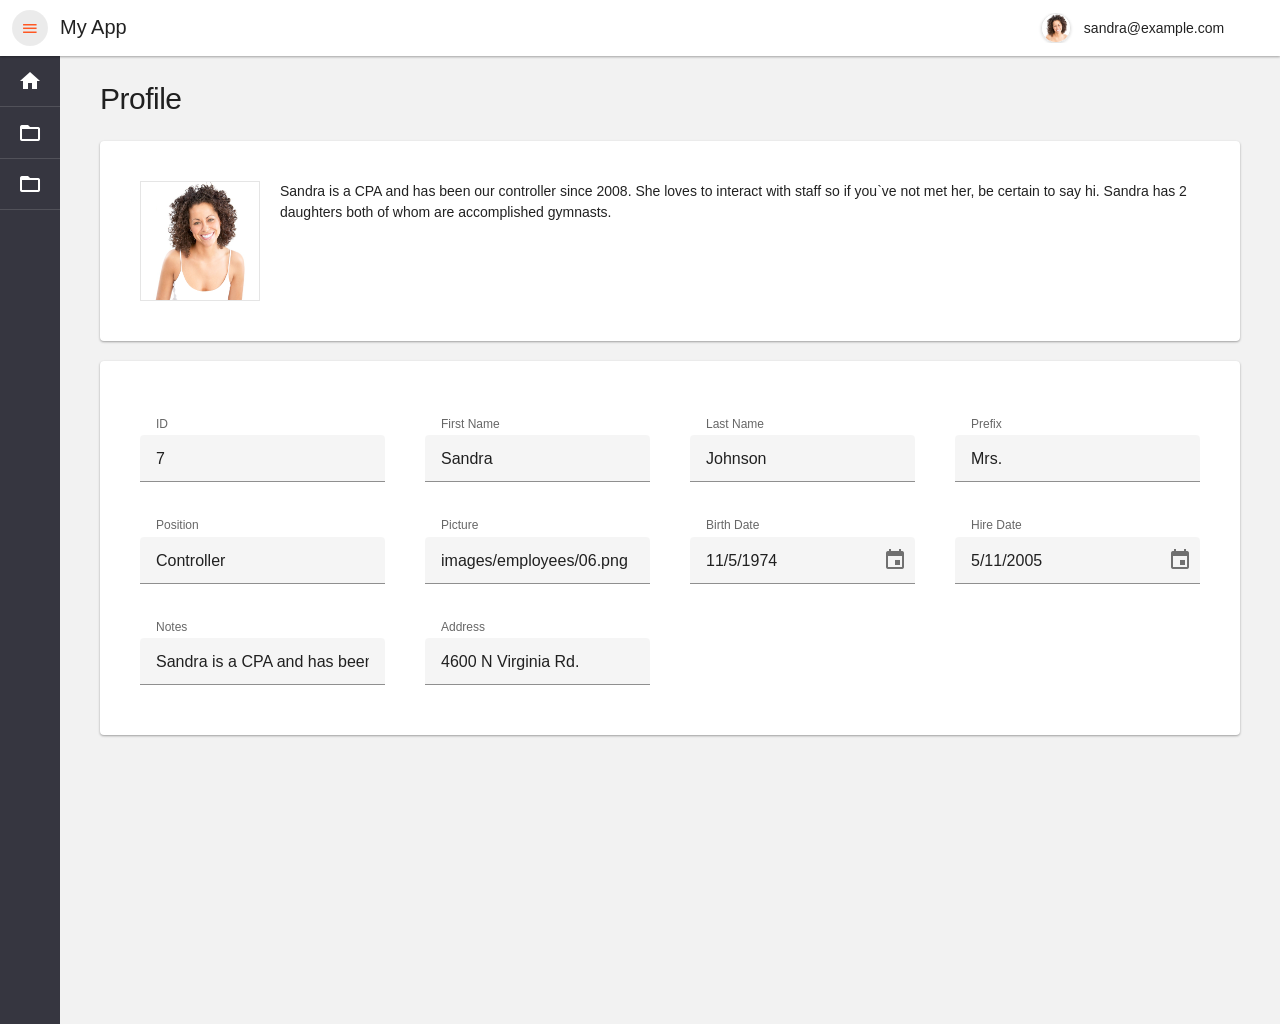 My App
sandra@example.com
Profile
Sandra is a CPA and has been our controller since 2008. She loves to interact with staff so if you`ve not met her, be certain to say hi. Sandra has 2
daughters both of whom are accomplished gymnasts.
ID
First Name
Last Name
Prefix
7
Sandra
Johnson
Mrs.
Position
Picture
Birth Date
Hire Date
Controller
images/employees/06.png
11/5/1974
5/11/2005
Notes
Address
Sandra is a CPA and has been
4600 N Virginia Rd.